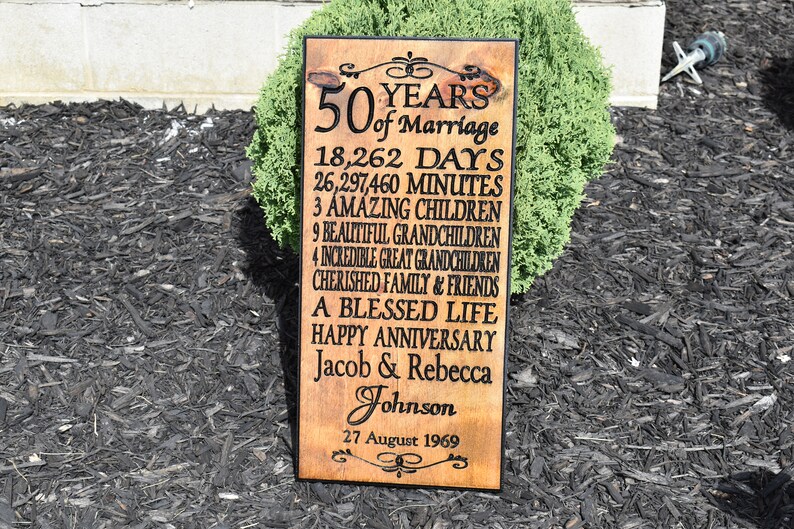 50 YEARS
of Marriage
18,262 DAYS
26,297,460 MINUTES
3 AMAZING CHILDREN
9 BEAUTIFUL GRANDCHILDREN
4 INCREDIBLE GREAT GRANDCHILDREN
CHERISHED FAMILY & FRIENDS
A BLESSED LIFE
HAPPY ANNIVERSARY
Jacob & Rebecca
Johnson
27 August 1969